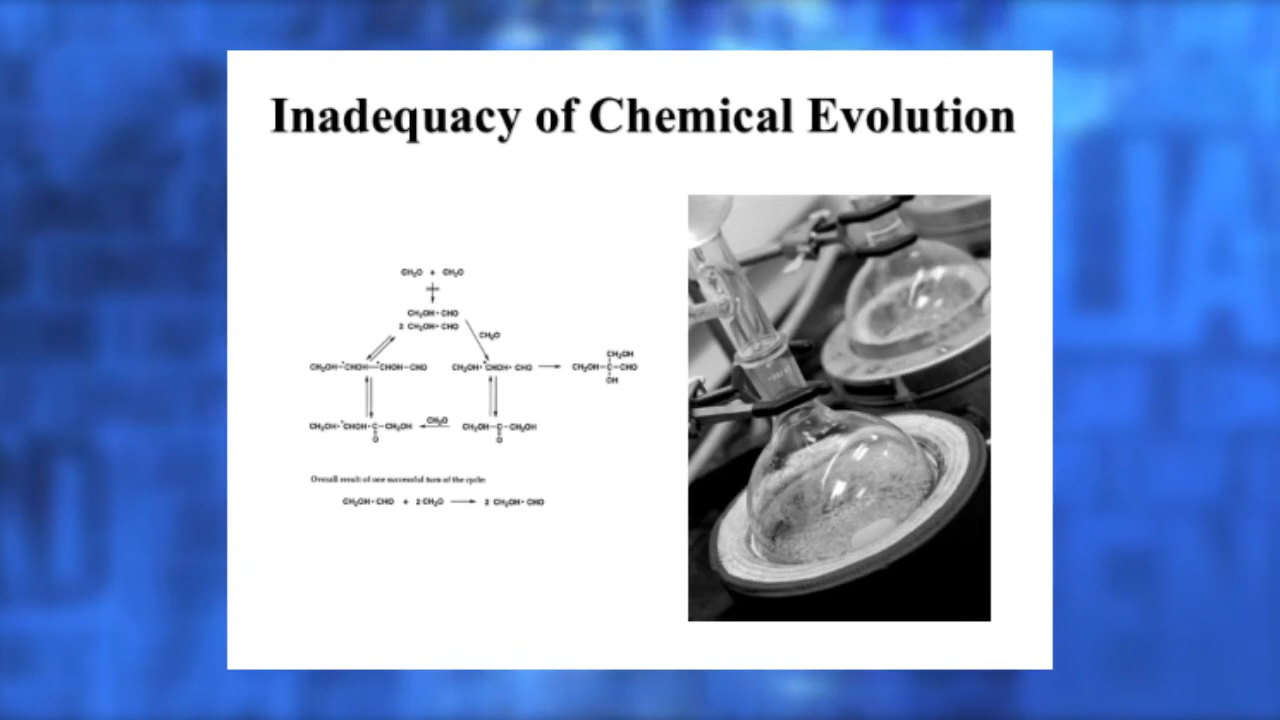 Inadequacy of Chemical Evolution
CH₂O + CH₂O
CH₂OH·CHO
2 CH₂OH·CHO
CH₂O
CH₂OH·*CHOH—*CHOH—CHO
CH₂OH·*CHOH·CHO
CH₂OH
CH₂OH—C—CHO
OH
CH₂OH·*CHOH·C—CH₂OH
O
CH₂O
CH₂OH—C—CH₂OH
O
Overall result of one successful turn of the cycle:
CH₂OH·CHO + 2 CH₂O → 2 CH₂OH·CHO